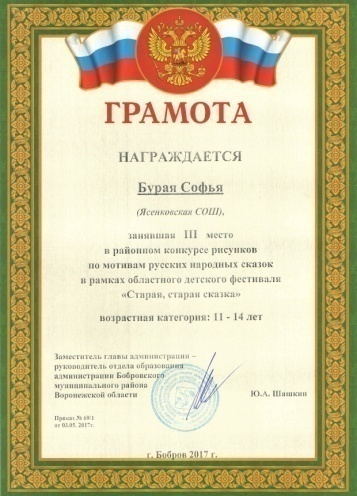 ГРАМОТА
НАГРАЖДАЕТСЯ
Бурая Софья
(Ясенковская СОШ),
занявшая III место
в районном конкурсе рисунков
по мотивам русских народных сказок
в рамках областного детского фестиваля
«Старая, старая сказка»
возрастная категория: 11 - 14 лет
Заместитель главы администрации –
руководитель отдела образования
администрации Бобровского
муниципального района
Воронежской области
Ю.А. Шашкин
Приказ № 69/1
от 03.05. 2017г.
г. Бобров 2017 г.